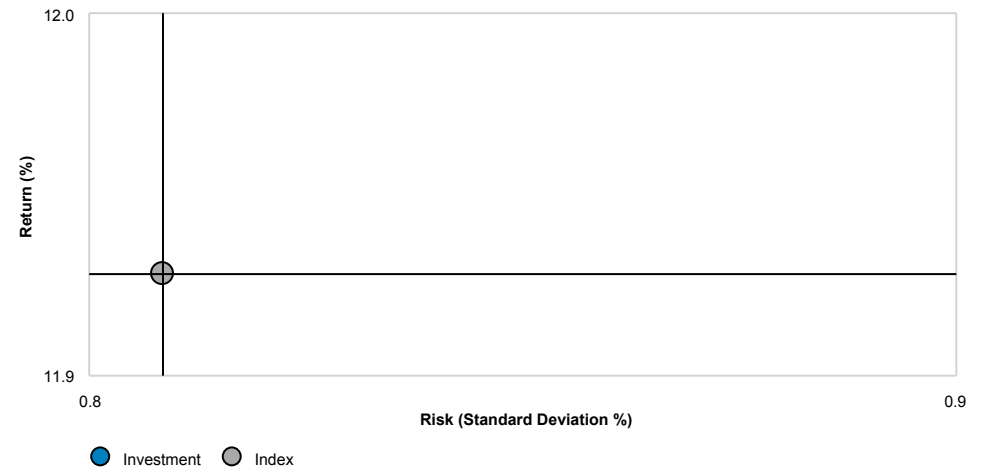 12.0
Return (%)
11.9
0.8
0.9
Risk (Standard Deviation %)
Investment
Index